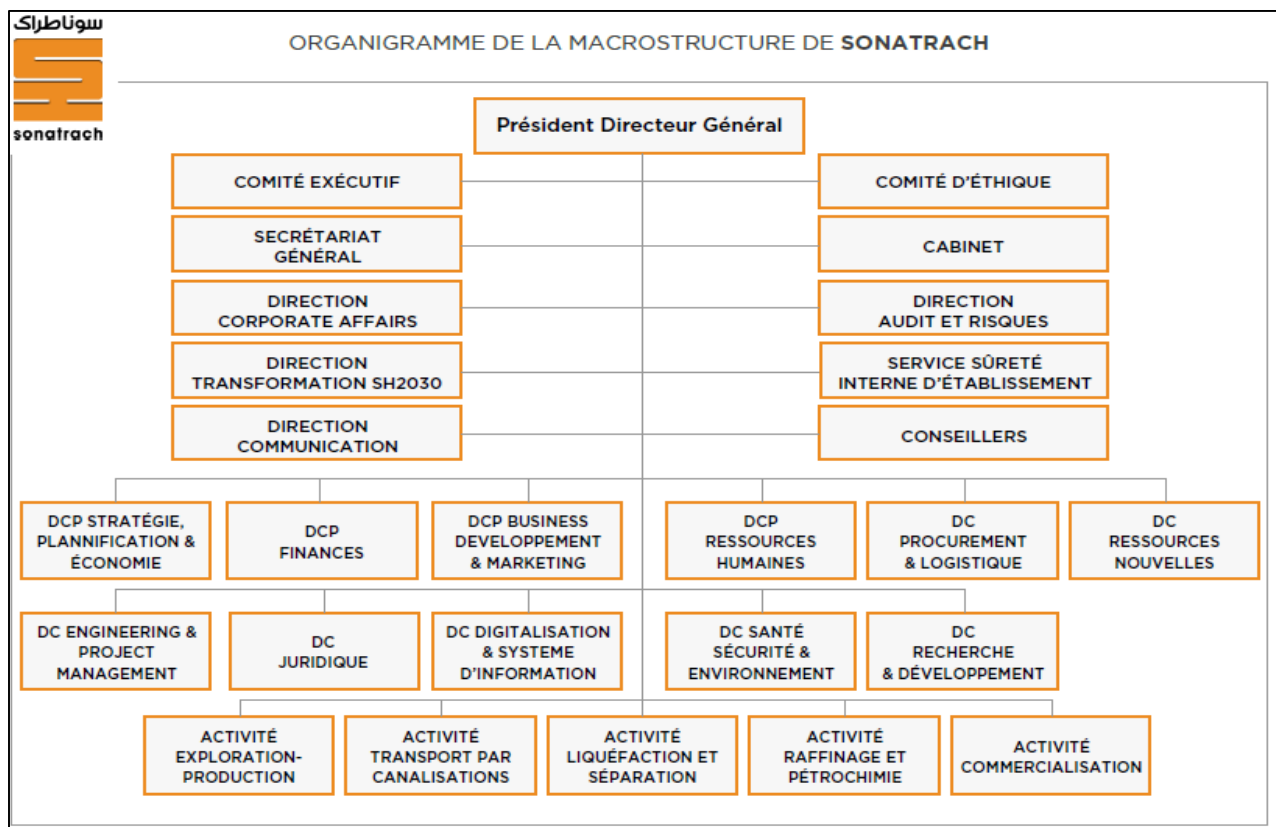 سوناطراك
sonatrach
ORGANIGRAMME DE LA MACROSTRUCTURE DE SONATRACH
Président Directeur Général
COMITÉ EXÉCUTIF
COMITÉ D'ÉTHIQUE
SECRÉTARIAT
GÉNÉRAL
CABINET
DIRECTION
CORPORATE AFFAIRS
DIRECTION
AUDIT ET RISQUES
DIRECTION
TRANSFORMATION SH2030
SERVICE SÛRETÉ
INTERNE D'ÉTABLISSEMENT
DIRECTION
COMMUNICATION
CONSEILLERS
DCP STRATÉGIE,
PLANNIFICATION &
ÉCONOMIE
DCP
FINANCES
DCP BUSINESS
DEVELOPPEMENT
& MARKETING
DCP
RESSOURCES
HUMAINES
DC
PROCUREMENT
& LOGISTIQUE
DC
RESSOURCES
NOUVELLES
DC ENGINEERING &
PROJECT
MANAGEMENT
DC
JURIDIQUE
DC DIGITALISATION
& SYSTEME
D'INFORMATION
DC SANTÉ
SÉCURITÉ &
ENVIRONNEMENT
DC
RECHERCHE
& DÉVELOPPEMENT
ACTIVITÉ
EXPLORATION-
PRODUCTION
ACTIVITÉ
TRANSPORT PAR
CANALISATIONS
ACTIVITÉ
LIQUÉFACTION ET
SÉPARATION
ACTIVITÉ
RAFFINAGE ET
PÉTROCHIMIE
ACTIVITÉ
COMMERCIALISATION